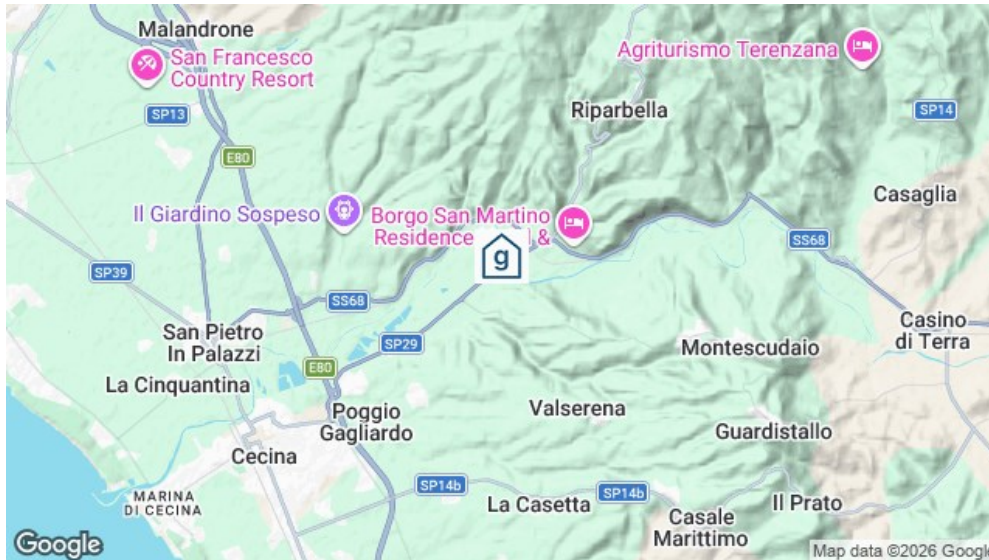 Malandrone
San Francesco
Country Resort
Agriturismo Terenzana
SP13
Riparbella
SP14
E80
Casaglia
Il Giardino Sospeso
Borgo San Martino
Residence &
g
SS68
SP39
SS68
San Pietro
In Palazzi
SP29
Casino
di Terra
Montescudaio
E80
La Cinquantina
Poggio
Gagliardo
Valserena
Guardistallo
Cecina
SP14b
SP14b
MARINA
DI CECINA
La Casetta
Il Prato
Casale
Marittimo
Google
Map data ©2026 Google